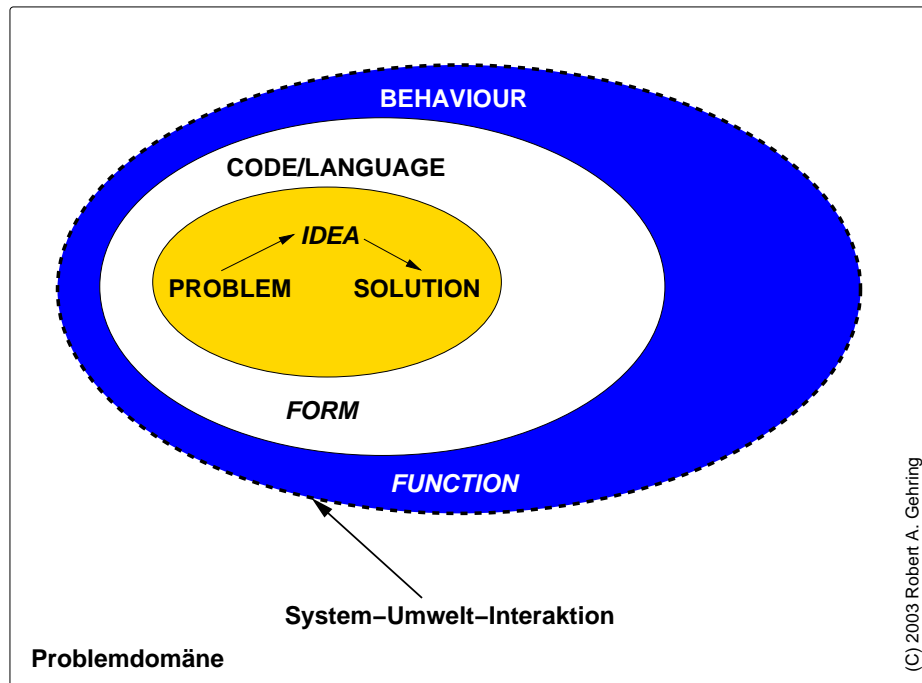 BEHAVIOUR
CODE/LANGUAGE
IDEA
PROBLEM SOLUTION
FORM
FUNCTION
System−Umwelt−Interaktion
Problemdomäne
(C) 2003 Robert A. Gehring